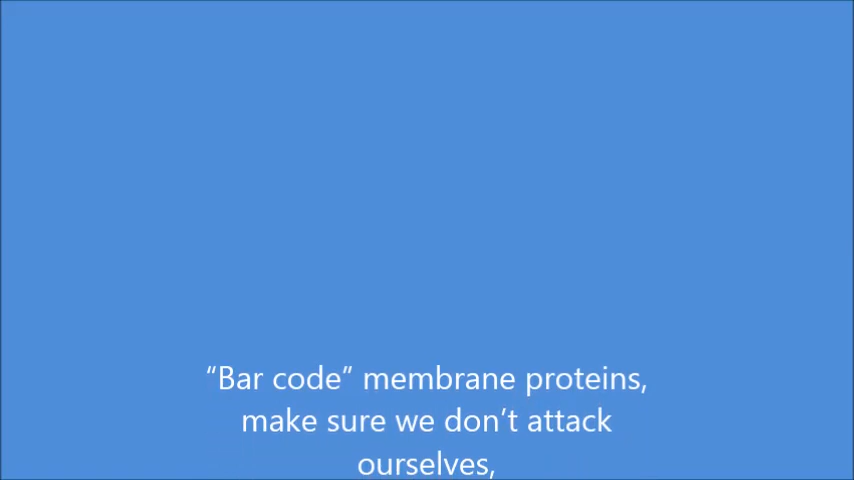 “Bar code” membrane proteins,
make sure we don’t attack
ourselves,